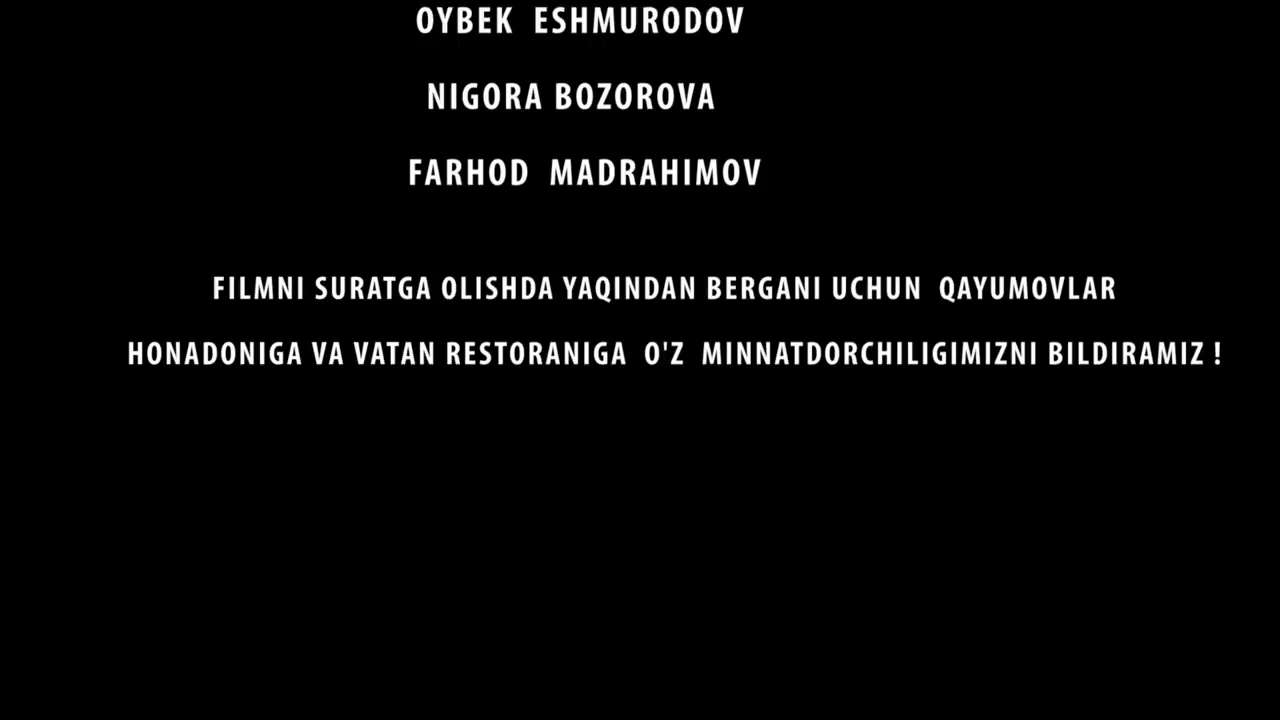 OYBEK ESHMURODOV
NIGORA BOZOROVA
FARHOD MADRAHIMOV
FILMNI SURATGA OLISHDA YAQINDAN BERGANI UCHUN QAYUMOVLAR
HONADONIGA VA VATAN RESTORANIGA O'Z MINNATDORCHILIGIMIZNI BILDIRAMIZ !